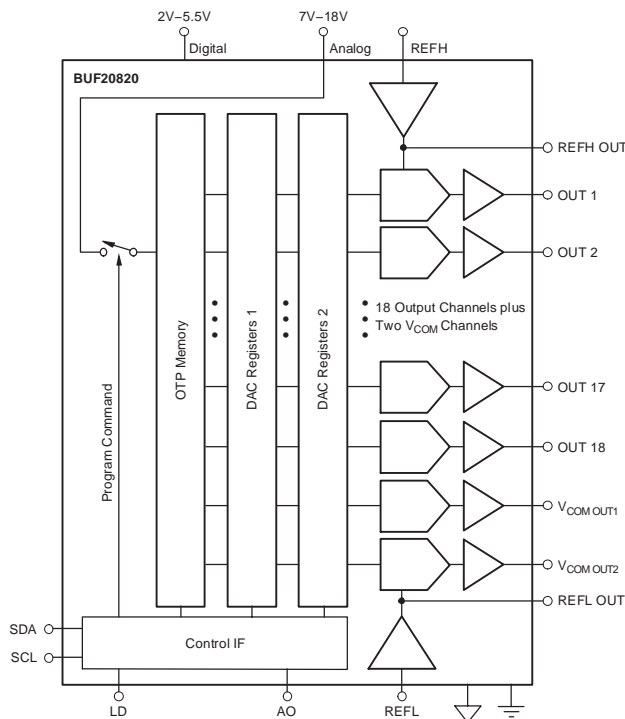 2V−5.5V
7V−18V
Digital
Analog
REFH
BUF20820
REFH OUT
OUT 1
OUT 2
18 Output Channels plus
Two VCOM Channels
OTP Memory
DAC Registers 1
DAC Registers 2
Program Command
OUT 17
OUT 18
VCOM OUT1
VCOM OUT2
REFL OUT
SDA
SCL
Control IF
LD
AO
REFL